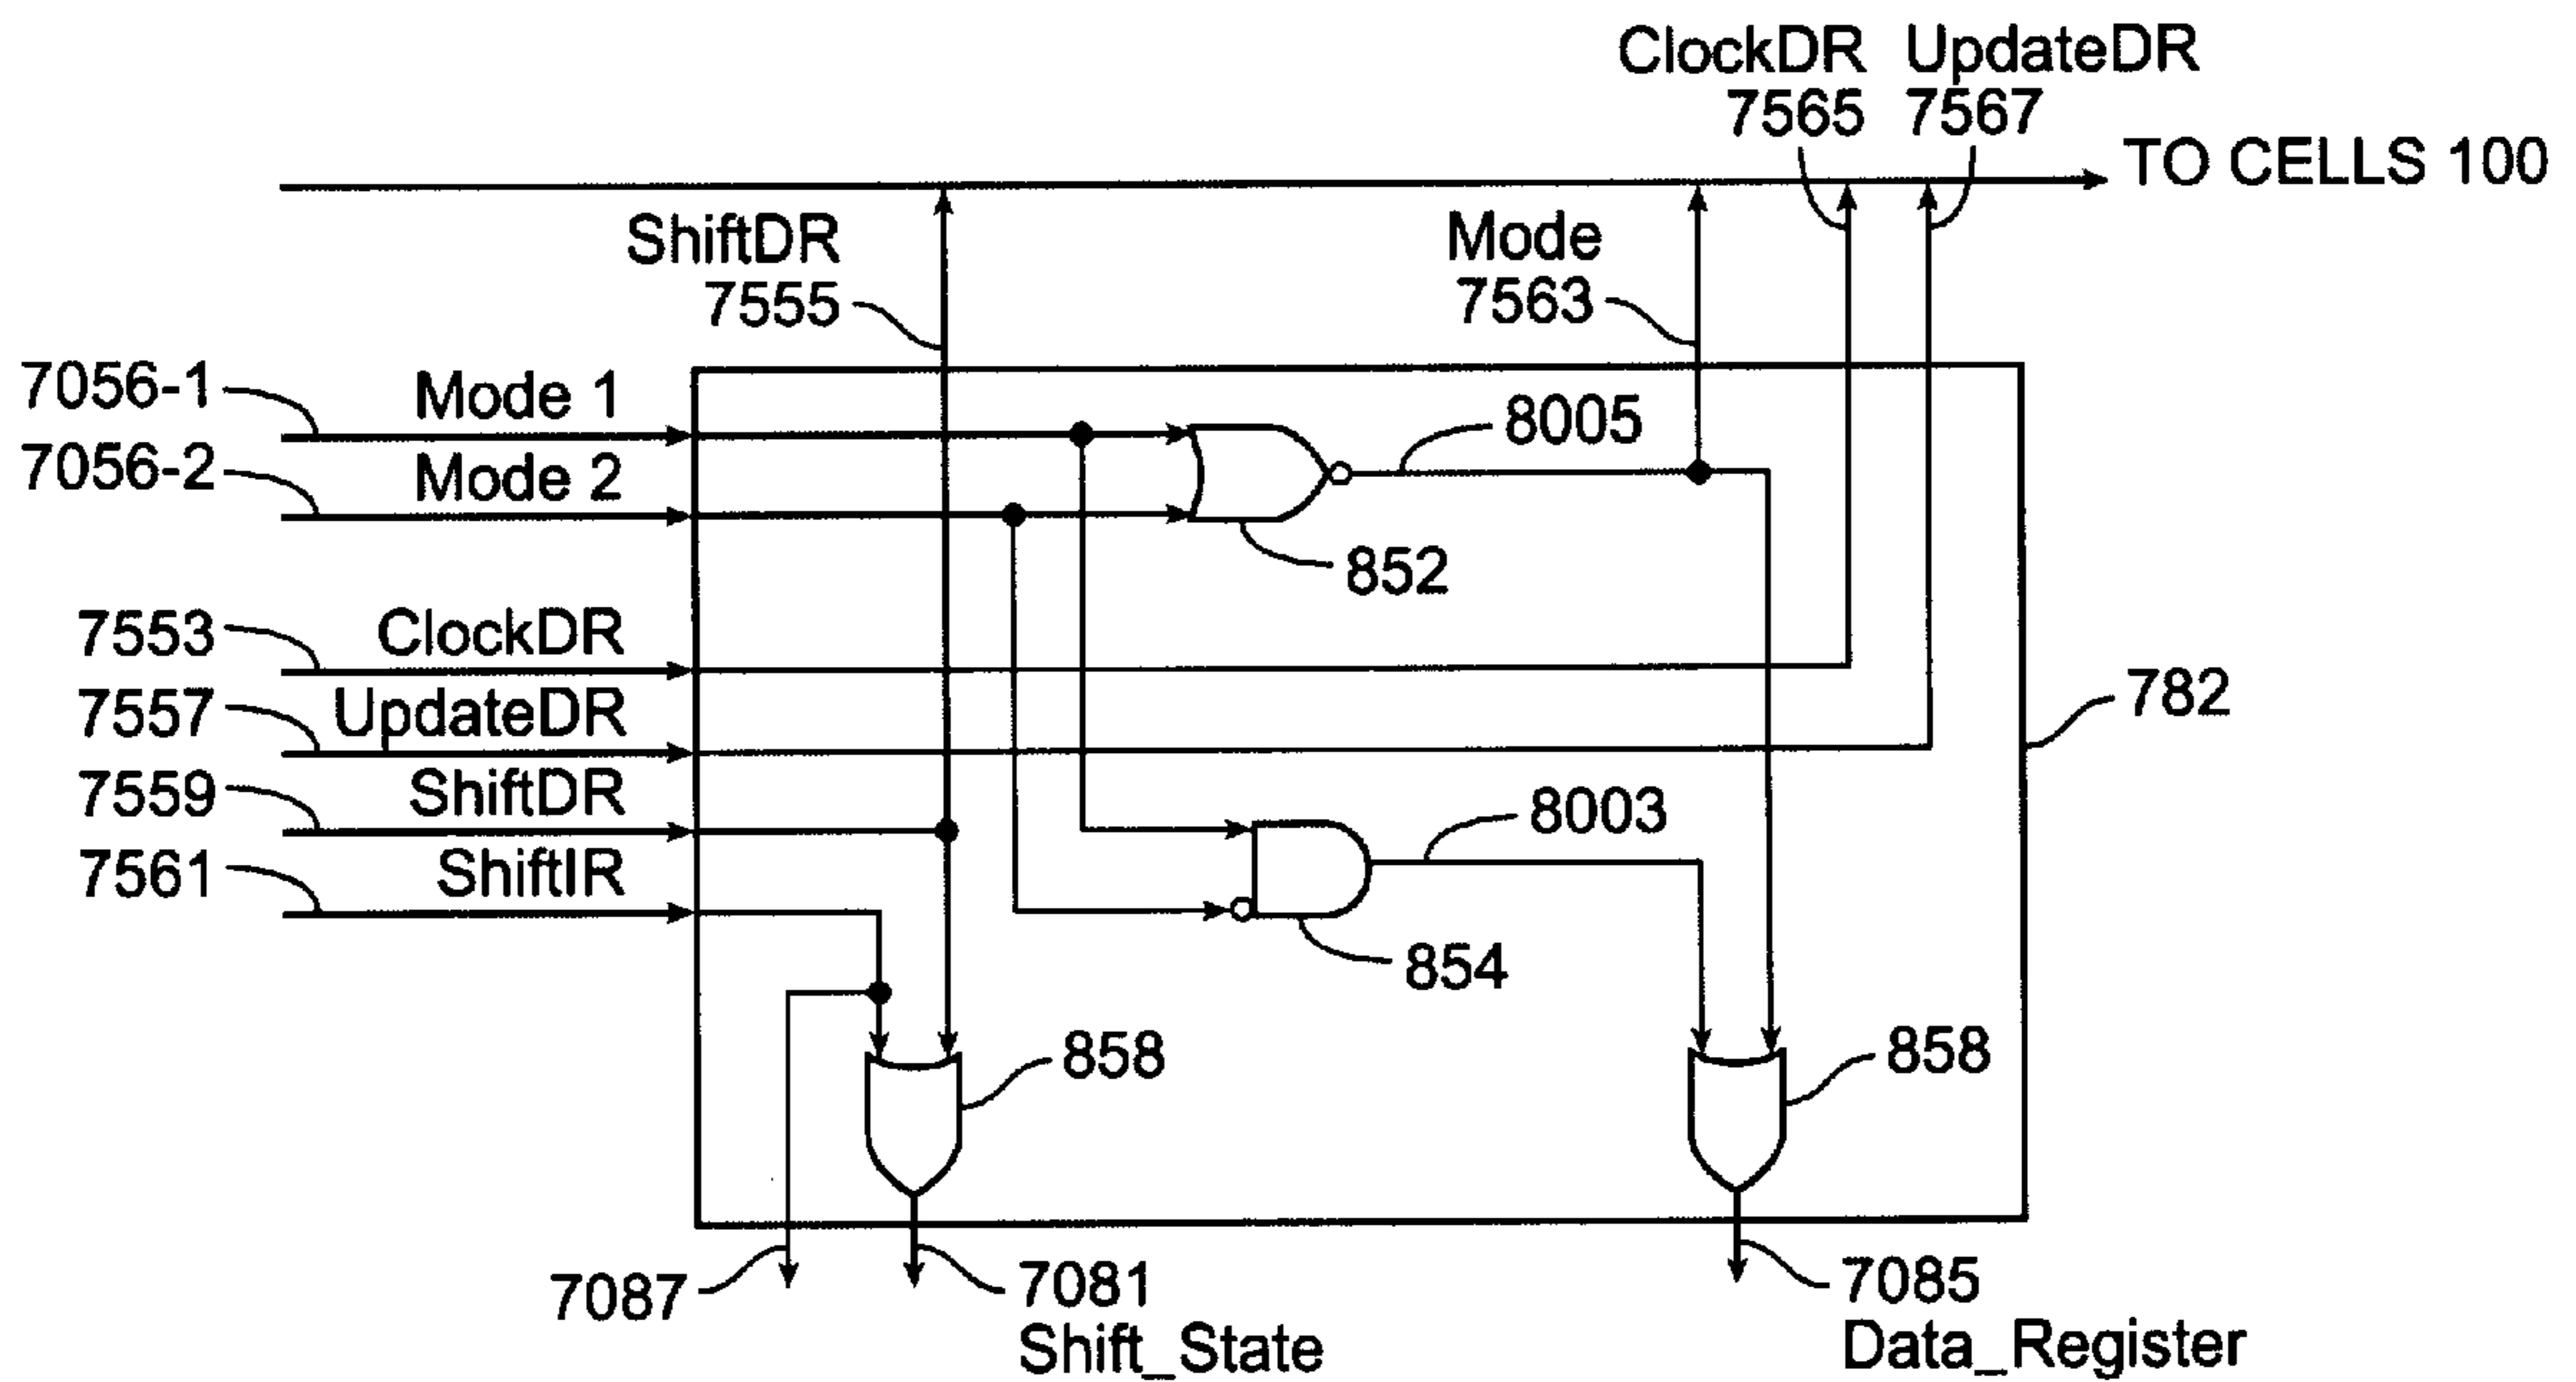 ClockDR UpdateDR
7565 7567
TO CELLS 100
ShiftDR
7555
Mode
7563
7056-1 Mode 1
8005
7056-2 Mode 2
852
7553 ClockDR
7557 UpdateDR
782
7559 ShiftDR
8003
7561 ShiftIR
854
858
858
7087
7081
Shift_State
7085
Data_Register